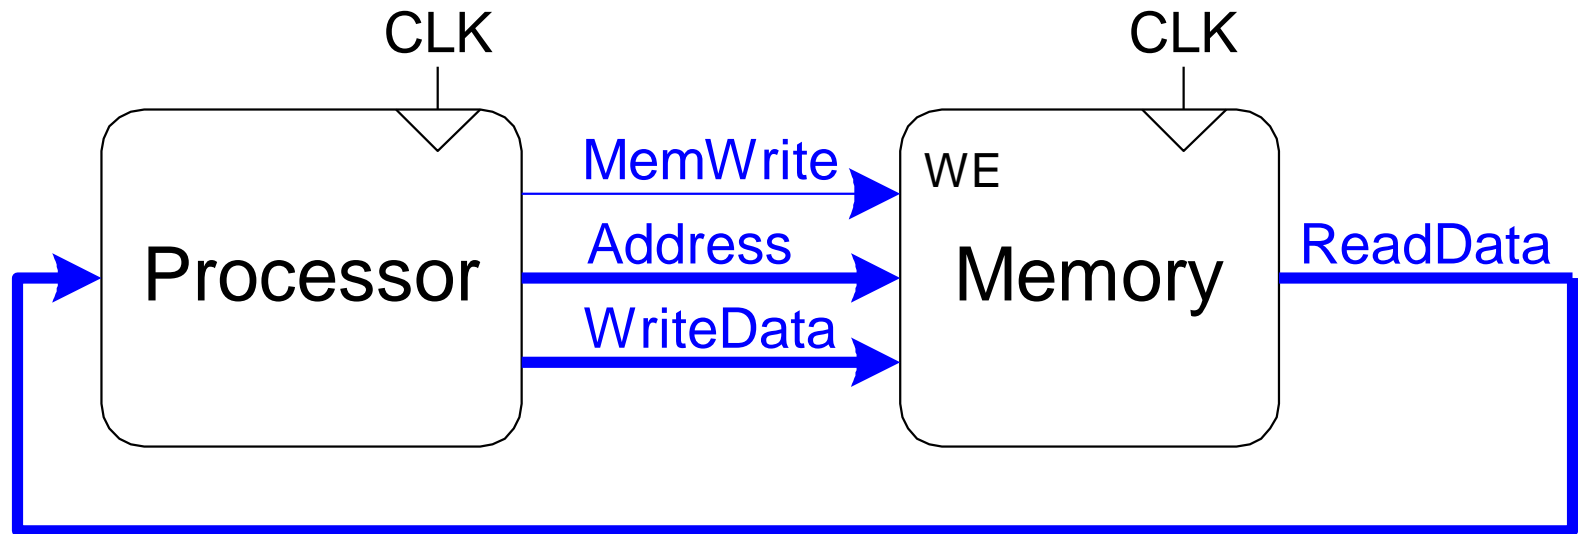 CLK
CLK
MemWrite
WE
Address
ReadData
Processor
Memory
WriteData